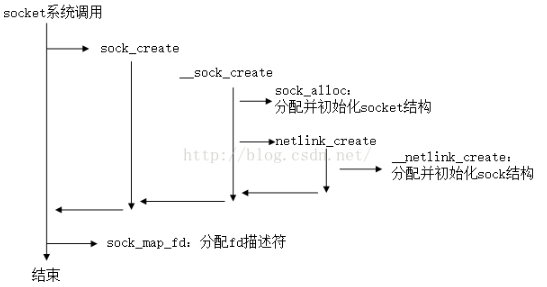 socket系统调用
sock_create
__sock_create
sock_alloc：
分配并初始化socket结构
netlink_create
http://blog.csdn.net/
__netlink_create：
分配并初始化sock结构
sock_map_fd：分配fd描述符
结束